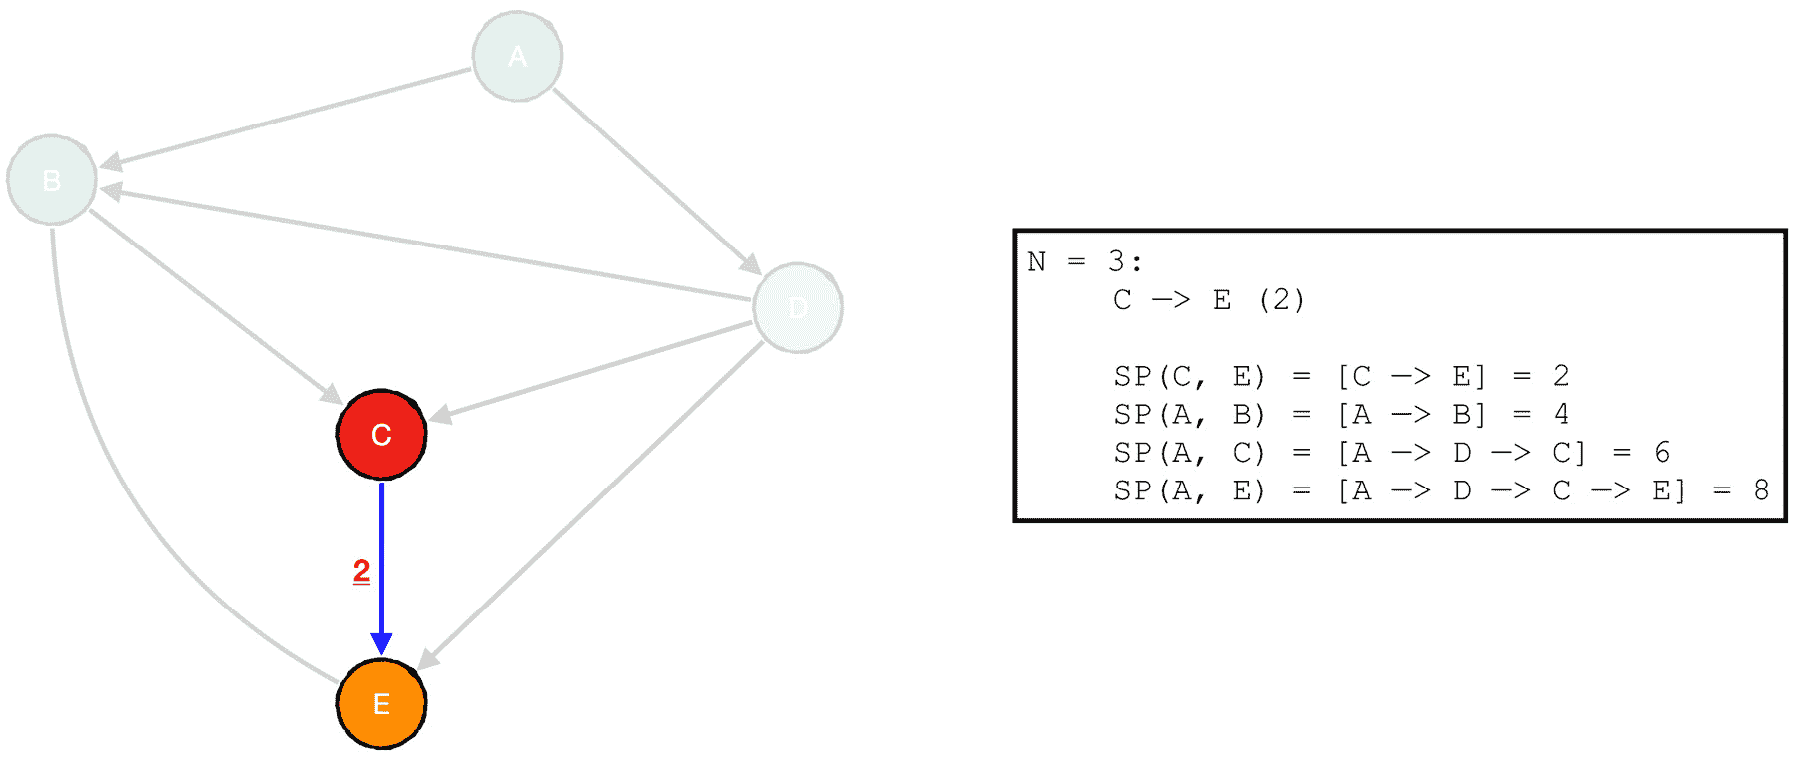 A
B
D
C
2
E
N = 3:
C —> E (2)
SP(C, E) = [C —> E] = 2
SP(A, B) = [A —> B] = 4
SP(A, C) = [A —> D —> C] = 6
SP(A, E) = [A —> D —> C —> E] = 8